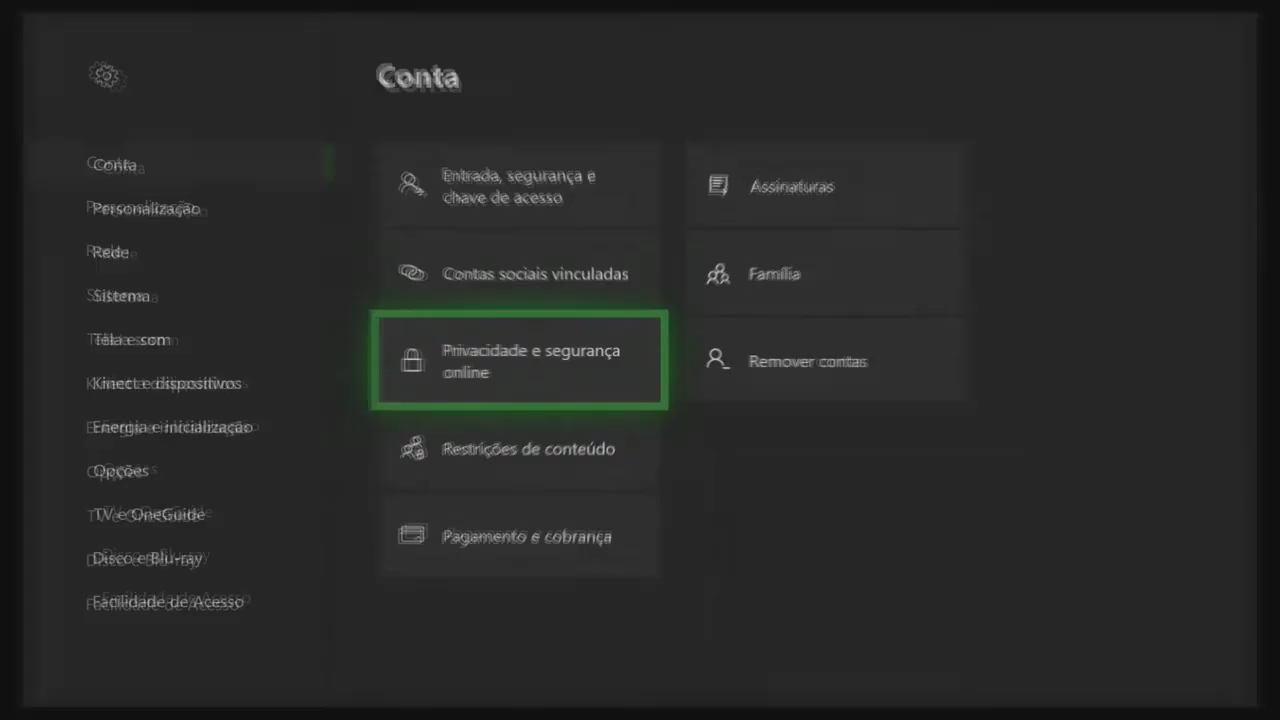 Conta
Conta
Personalização
Rede
Sistema
Tela e som
Kinect e dispositivos
Energia e inicialização
Opções
TV e OneGuide
Disco e Blu-ray
Facilidade de Acesso
Entrada, segurança e
chave de acesso
Contas sociais vinculadas
Privacidade e segurança
online
Restrições de conteúdo
Pagamento e cobrança
Assinaturas
Família
Remover contas